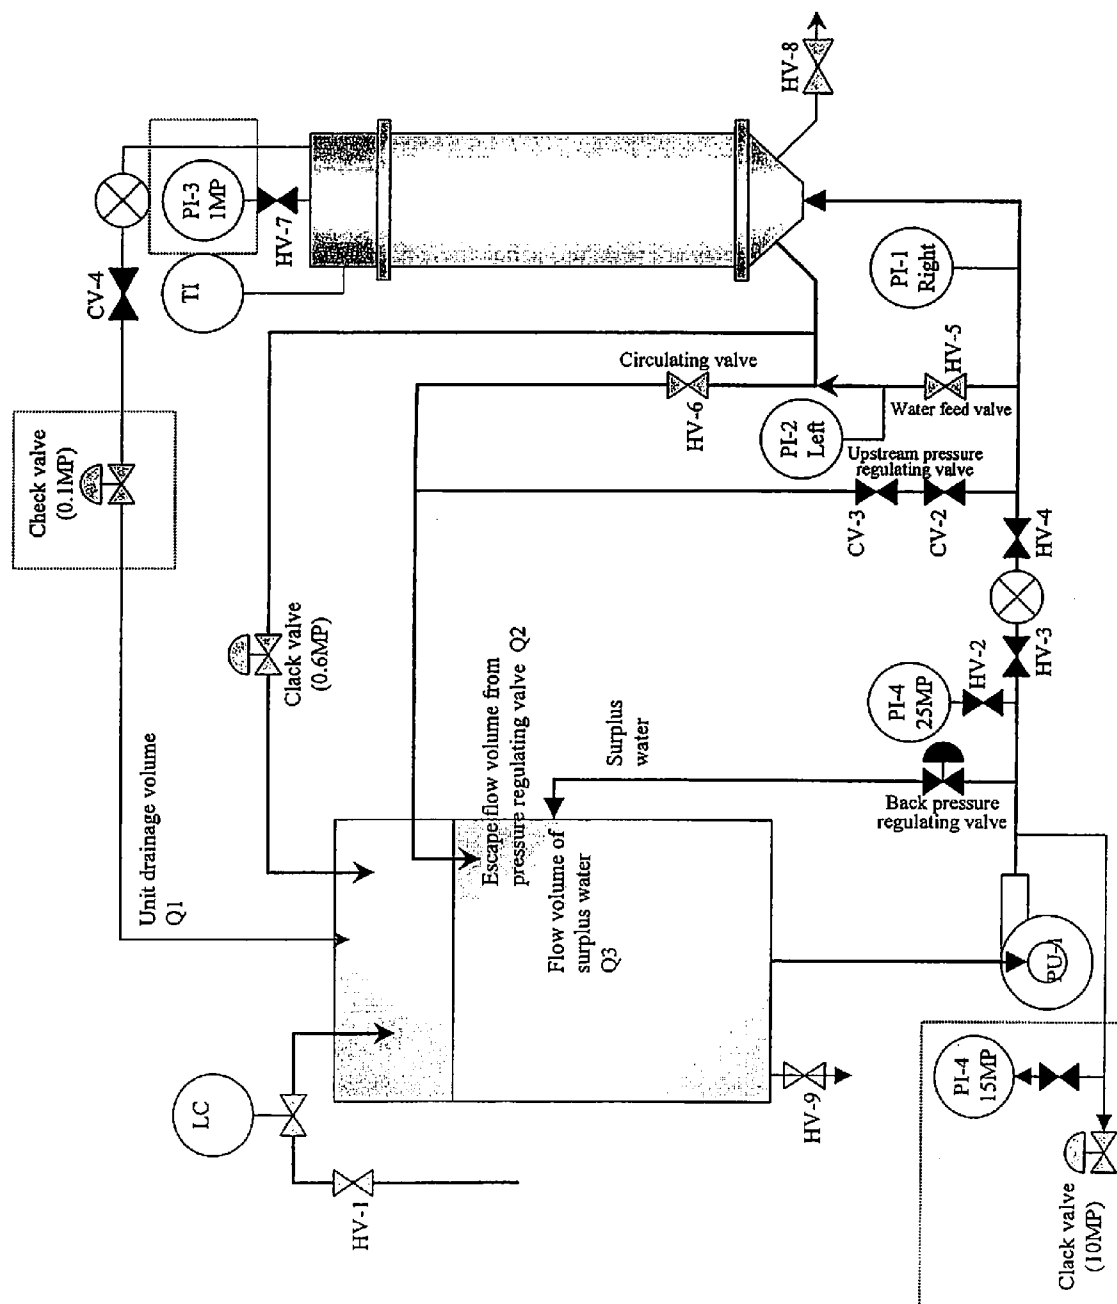 HV-8
PI-3
1MP
HV-7
TI
CV-4
Check valve
(0.1MP)
Unit drainage volume
Q1
PI-1
Right
Circulating valve
HV-6
HV-5
Water feed valve
PI-2
Left
Upstream pressure
regulating valve
CV-3
CV-2
HV-4
Clack valve
(0.6MP)
HV-3
HV-2
PI-4
25MP
Escape flow volume from
pressure regulating valve Q2
Surplus
water
Back pressure
regulating valve
Flow volume of
surplus water
Q3
PU-1
LC
HV-1
HV-9
PI-4
15MP
Clack valve
(10MP)